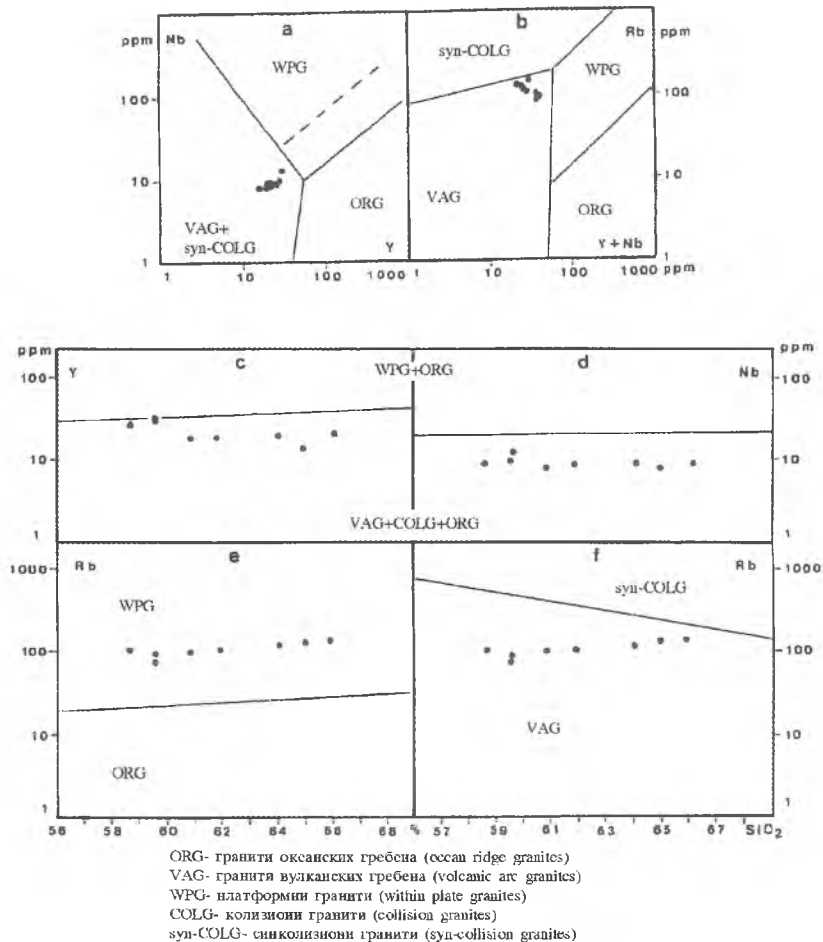 a
b
ppm
Nb
WPG
syn-COLG
Rb
ppm
WPG
100
100
10
10
VAG+
syn-COLG
ORG
Y
VAG
ORG
Y + Nb
1
1
1
10
100
1000
1
10
100
1000 ppm
ppm
c
d
ppm
Y
WPG+ORG
Nb
100
100
10
10
VAG+COLG+ORG
1
1
1000
Rb
e
f
Rb
1000
WPG
syn-COLG
100
100
10
VAG
10
ORG
1
1
56
58
60
62
64
66
68
%
57
59
61
63
65
67
SiO₂
ORG- гранити океанских гребена (ocean ridge granites)
VAG- гранитя вулканских гребена (volcanic arc granites)
WPG- нлатформни гранити (within plate granites)
COLG- колизиони гранити (collision granites)
syn-COLG- синколизиони гранити (syn-collision granites)